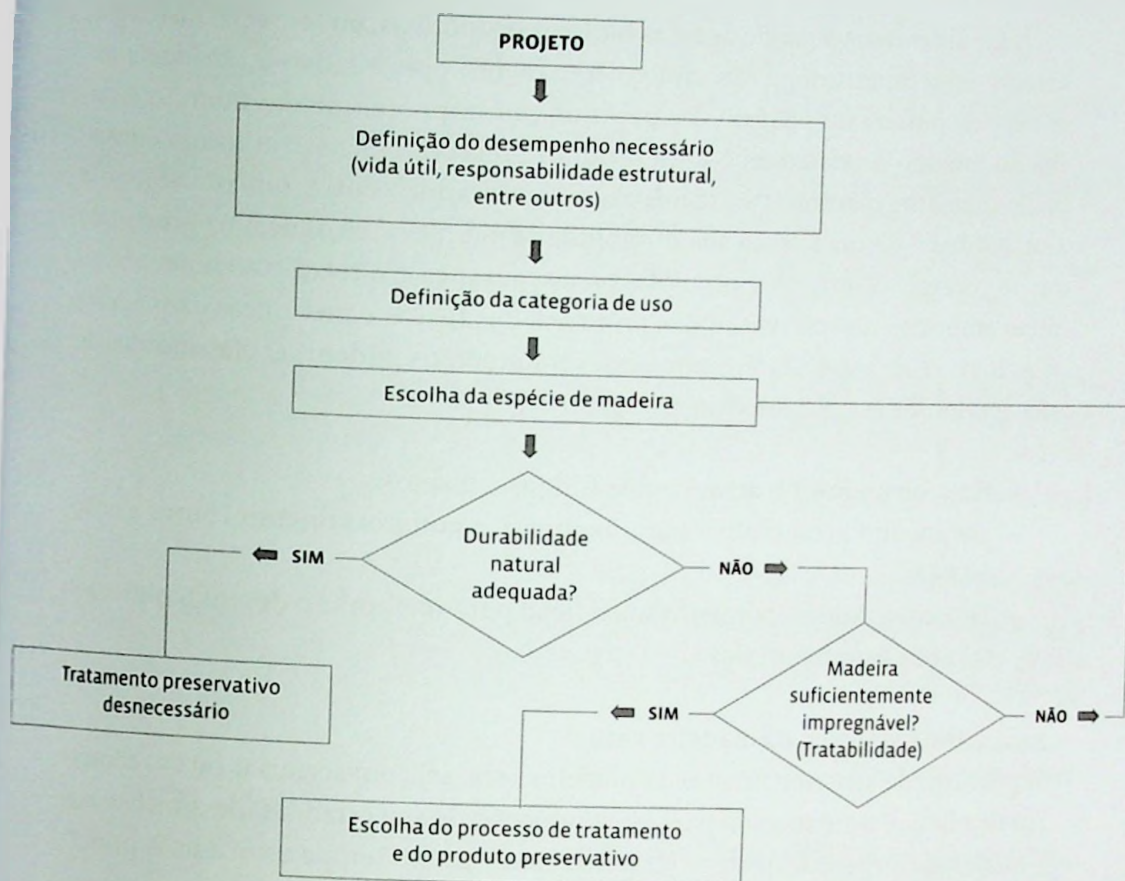 PROJETO
Definição do desempenho necessário
(vida útil, responsabilidade estrutural,
entre outros)
Definição da categoria de uso
Escolha da espécie de madeira
Durabilidade
natural
adequada?
SIM
NÃO
Tratamento preservativo
desnecessário
Madeira
suficientemente
impregnável?
(Tratabilidade)
SIM
NÃO
Escolha do processo de tratamento
e do produto preservativo